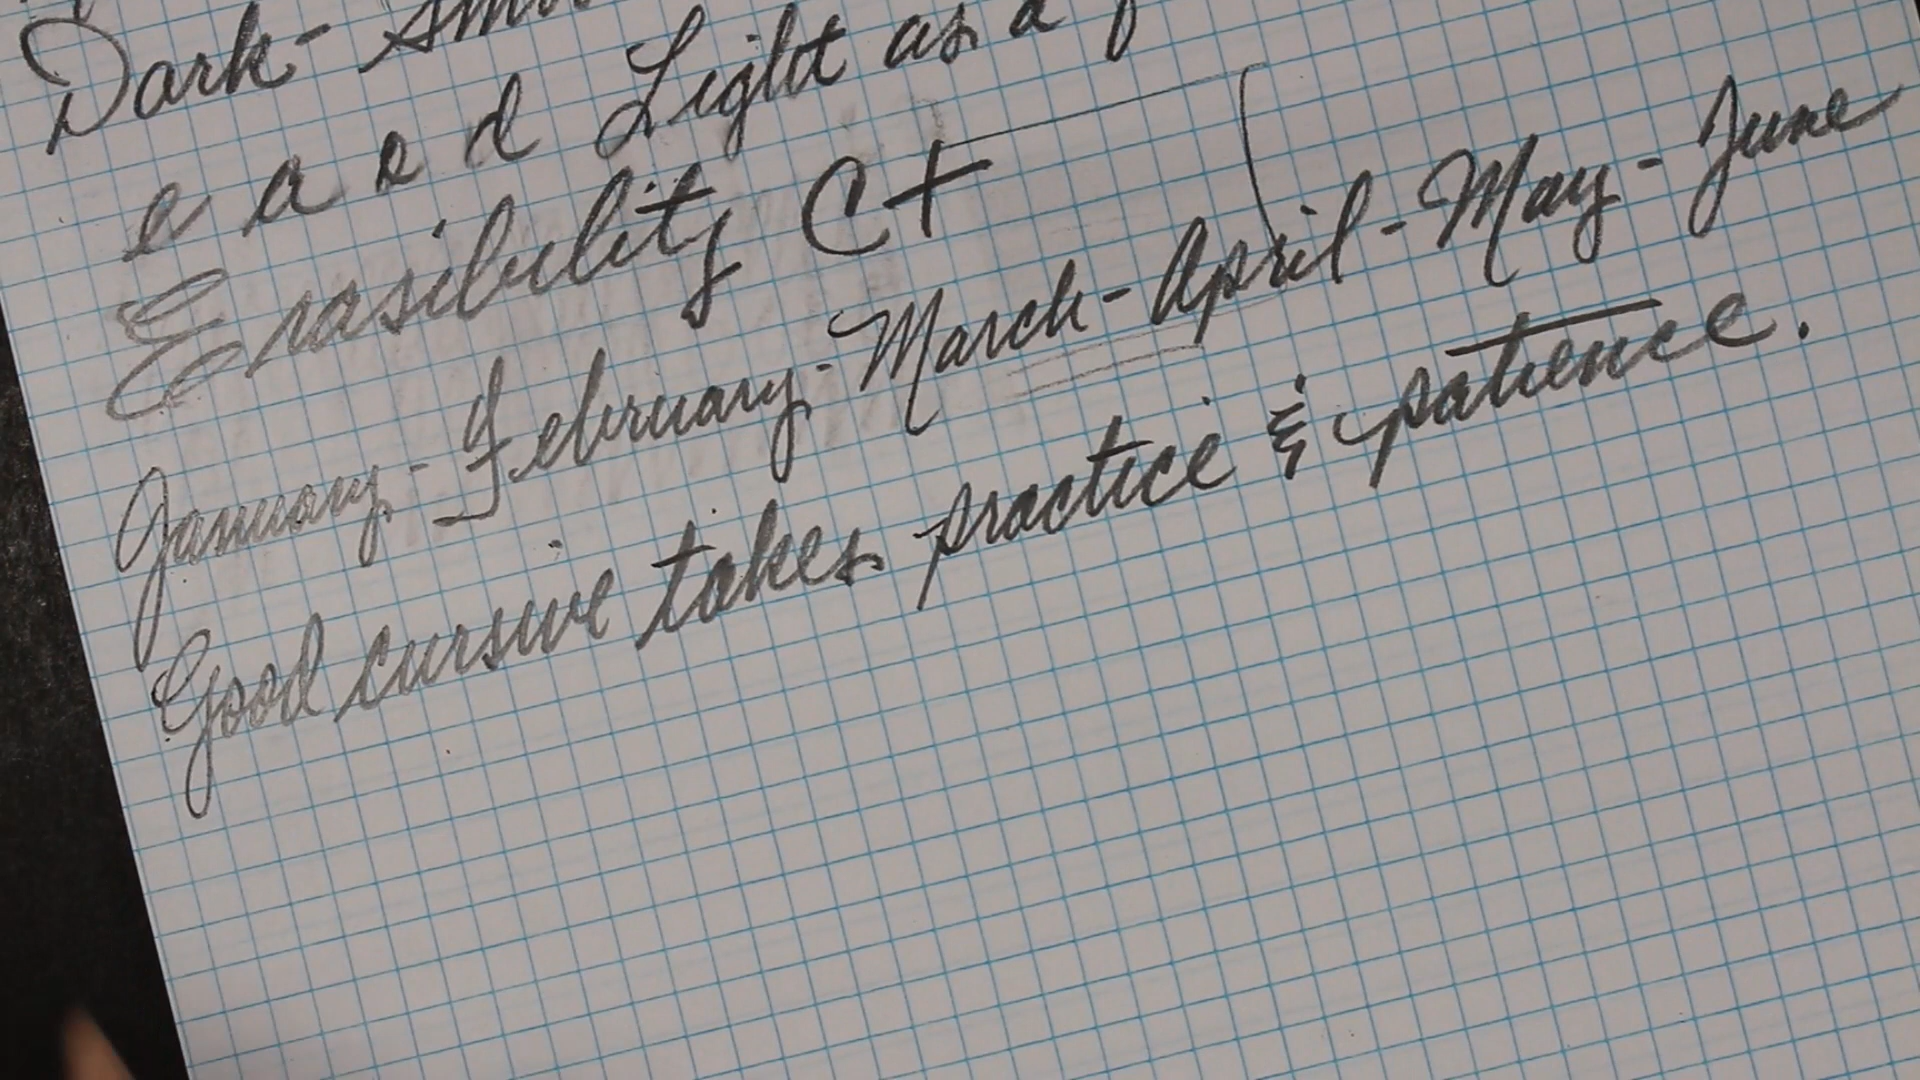 Dark-
e a e d Light as a
Erasibility C+
January - February - March - April - May - June
Good cursive takes practice & patience.